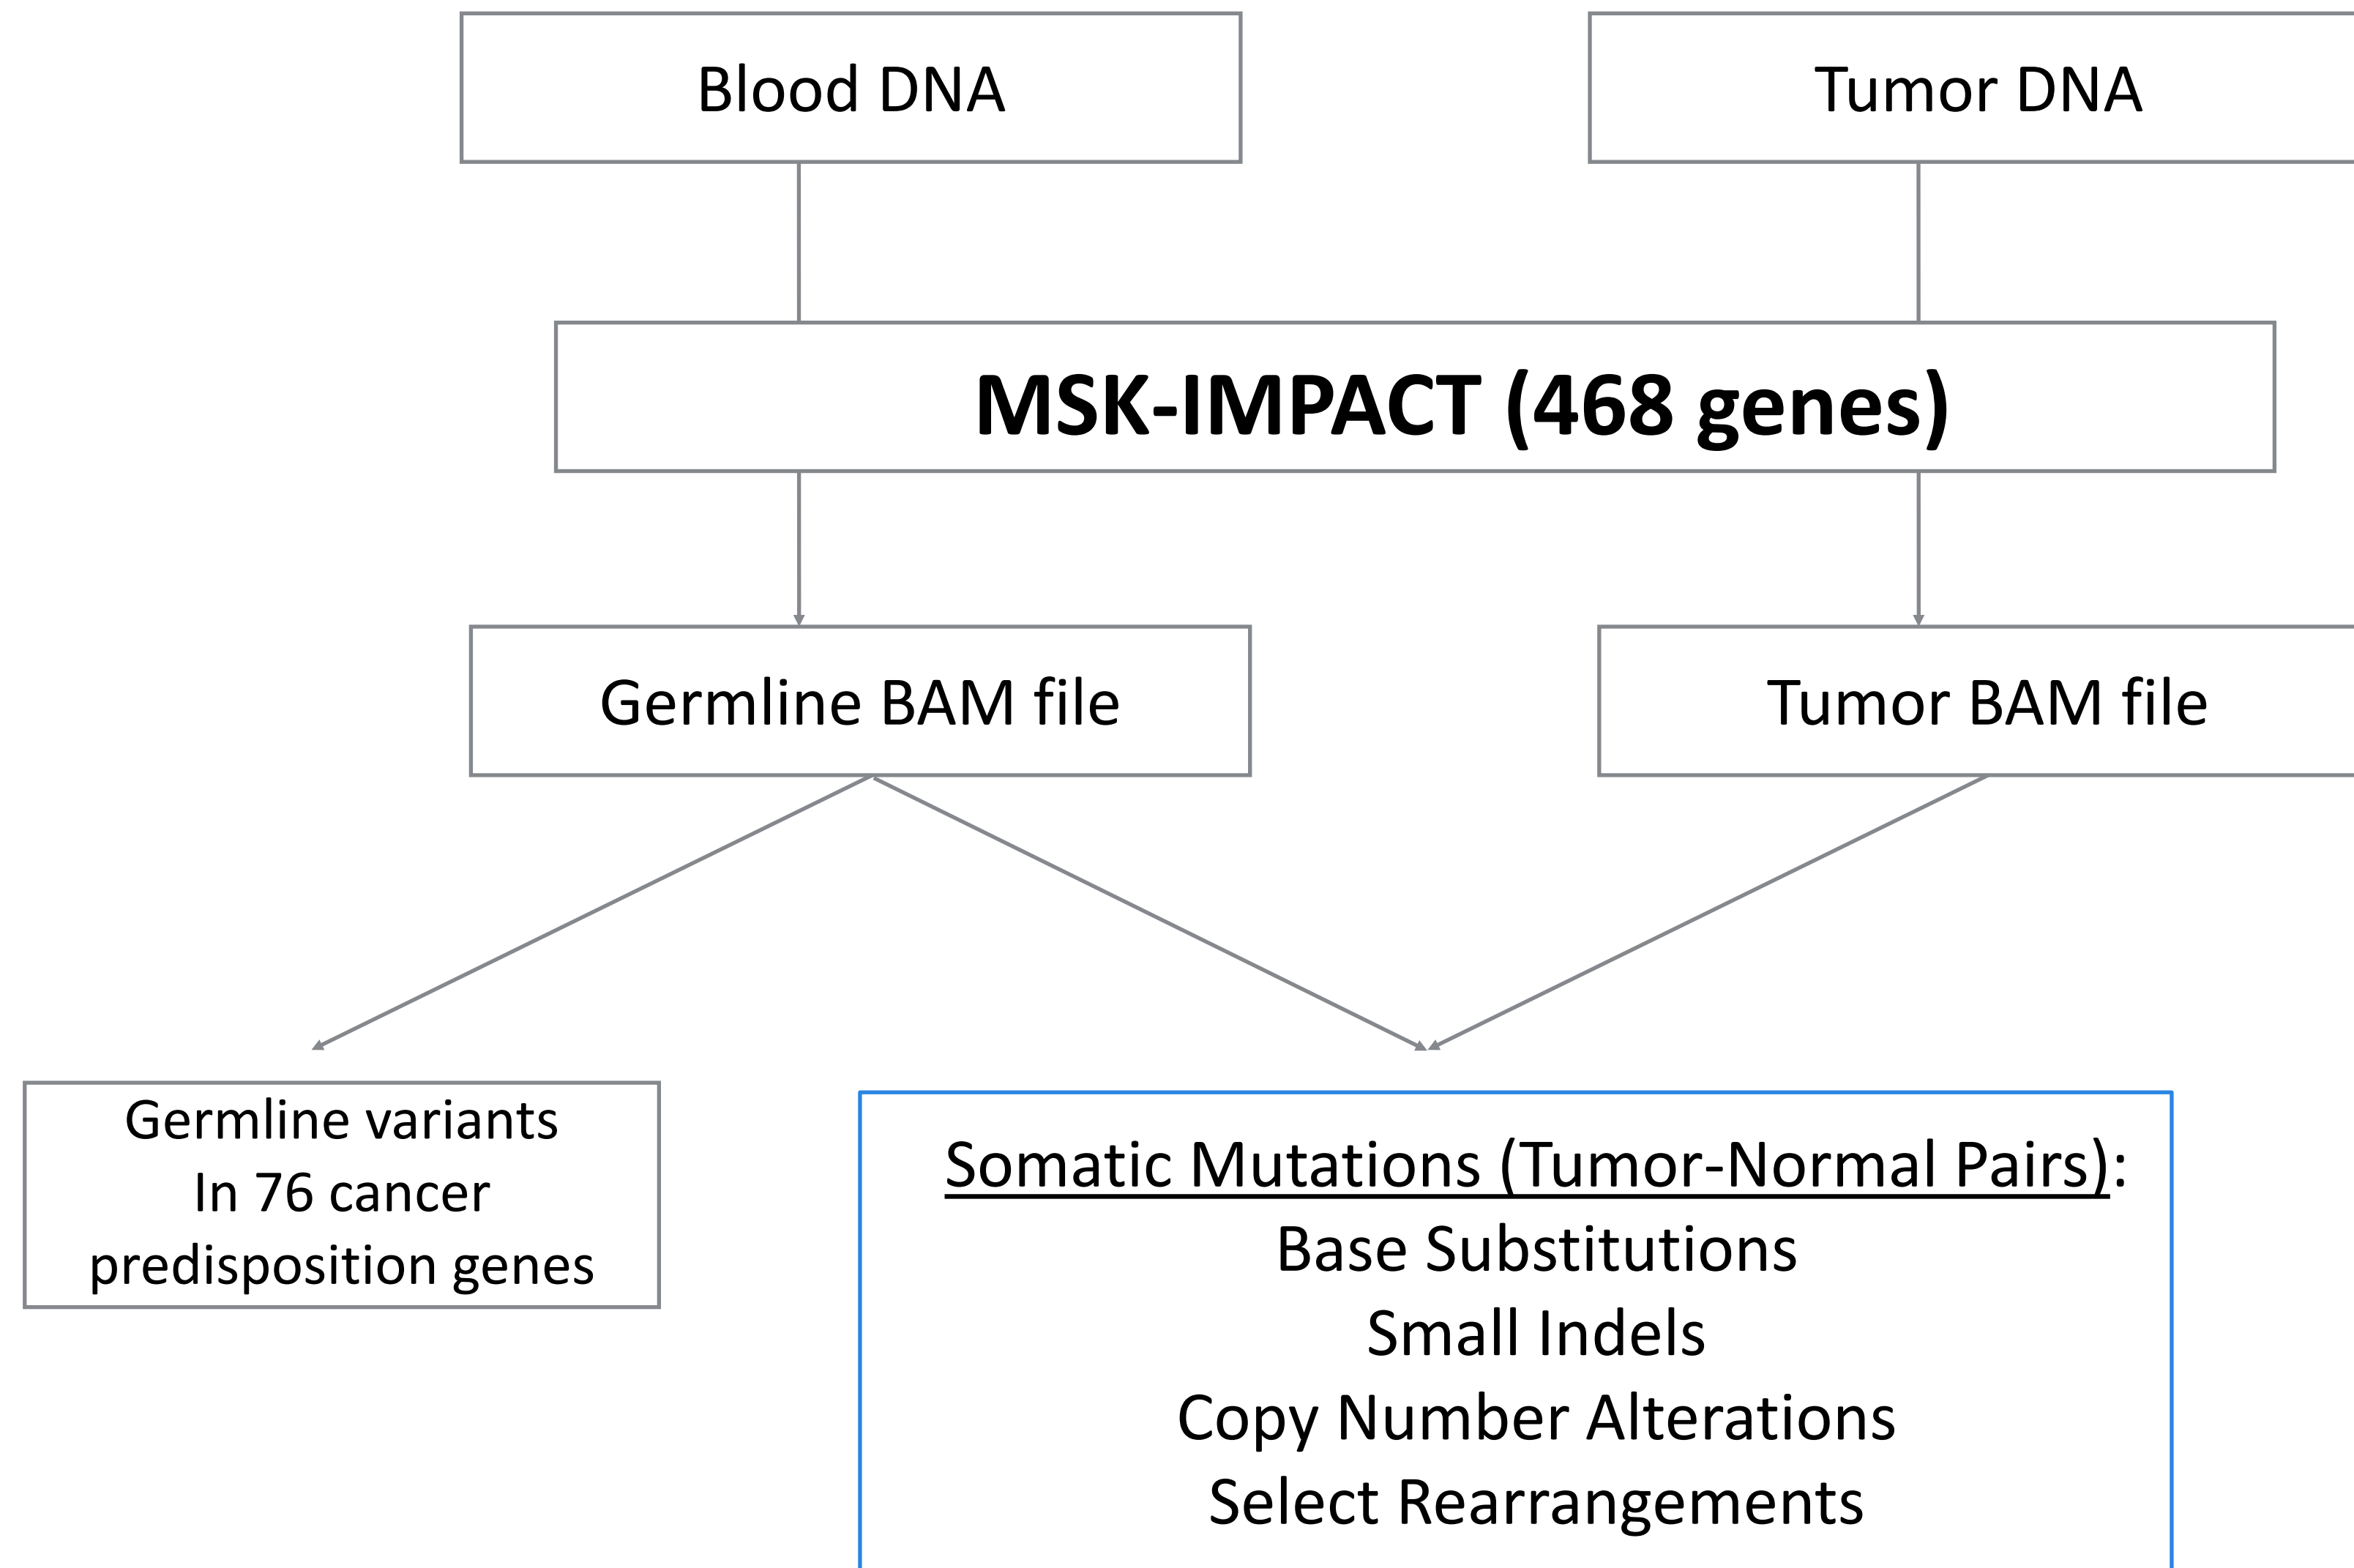 Blood DNA
Tumor DNA
MSK-IMPACT (468 genes)
Germline BAM file
Tumor BAM file
Germline variants
In 76 cancer
predisposition genes
Somatic Mutations (Tumor-Normal Pairs):
Base Substitutions
Small Indels
Copy Number Alterations
Select Rearrangements